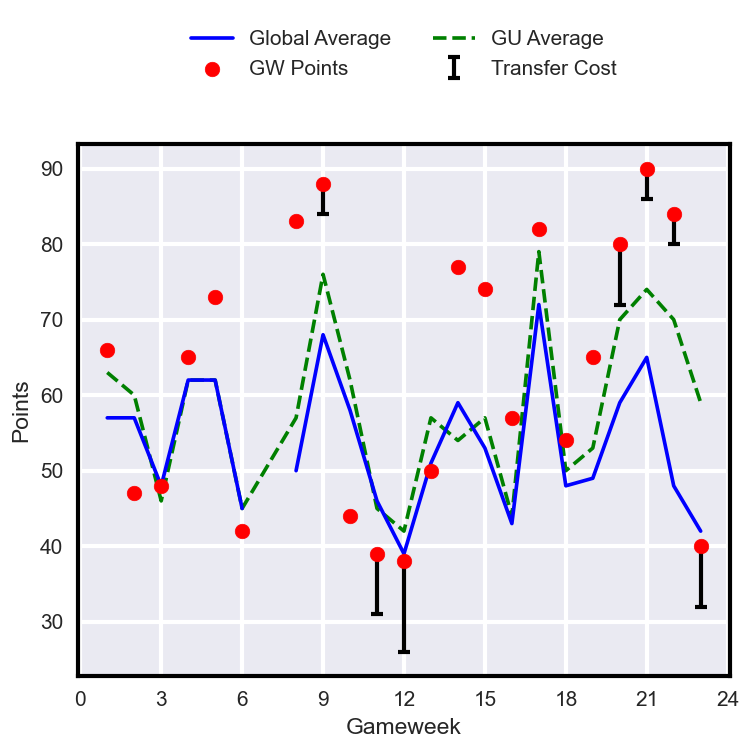 Global Average
GU Average
GW Points
Transfer Cost
90
80
70
60
50
40
30
Points
0 3 6 9 12 15 18 21 24
Gameweek